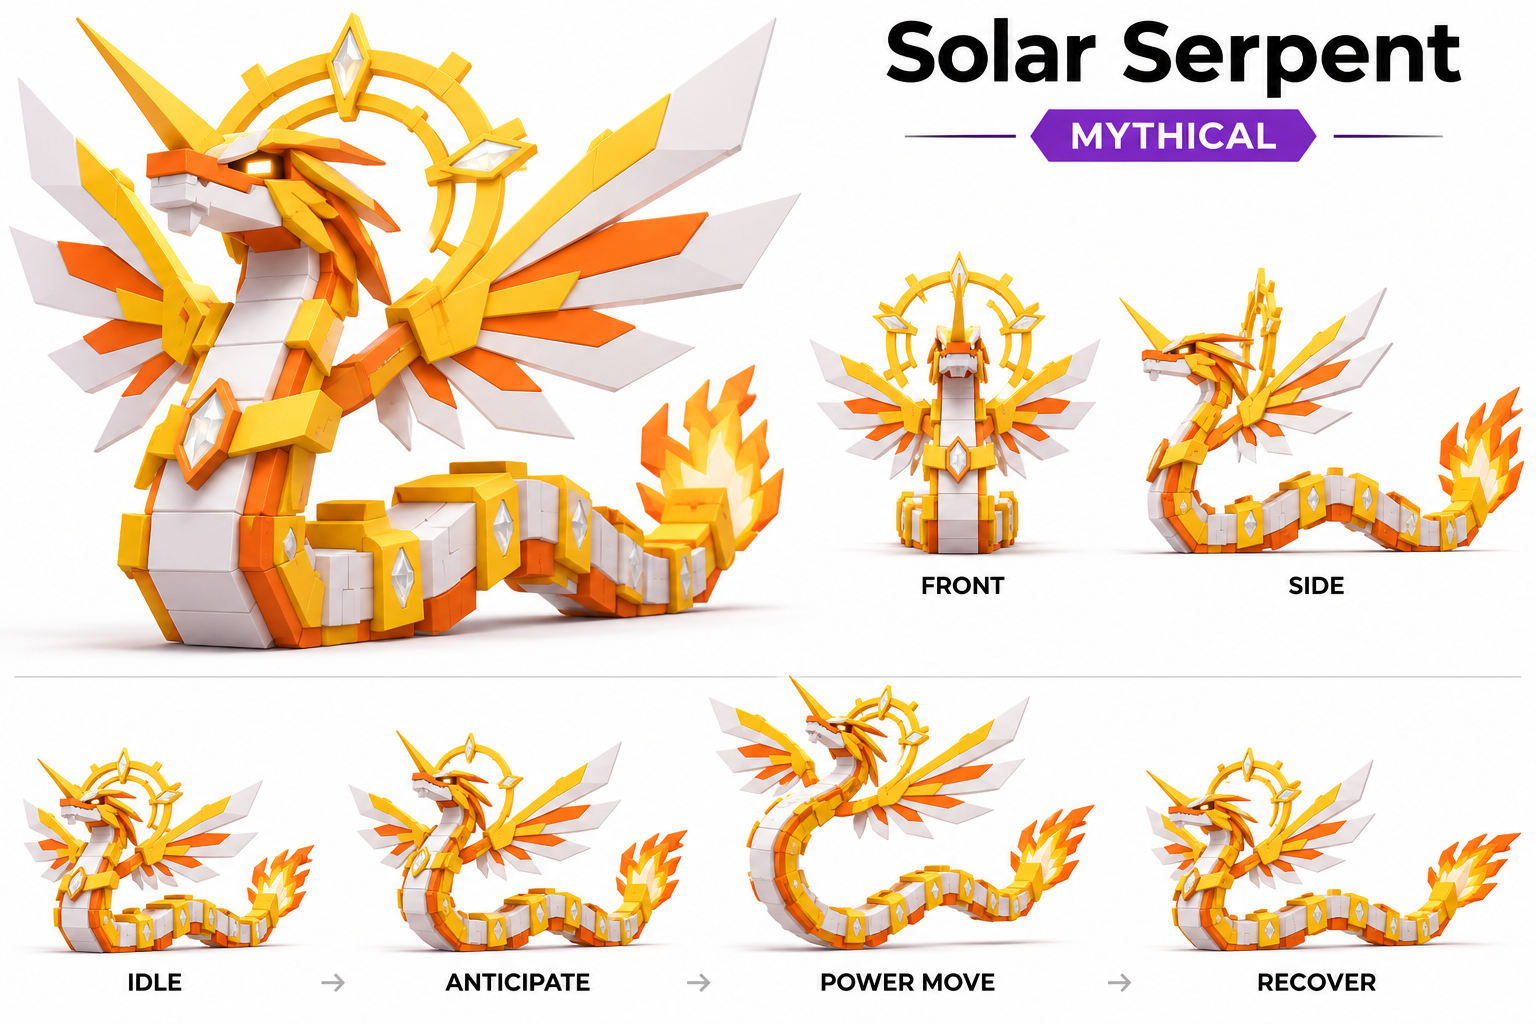 Solar Serpent
MYTHICAL
FRONT
SIDE
IDLE
ANTICIPATE
POWER MOVE
RECOVER